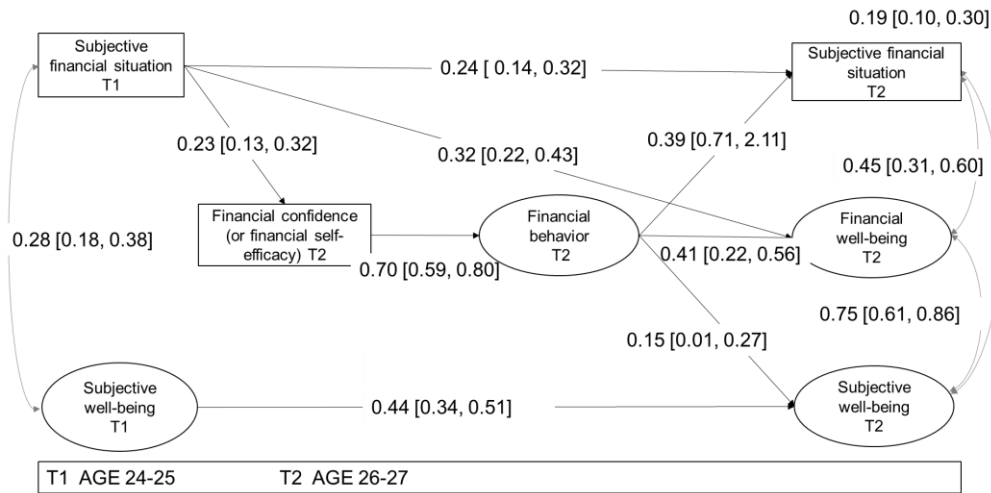 0.19 [0.10, 0.30]
Subjective
financial situation
T1
0.24 [ 0.14, 0.32]
Subjective financial
situation
T2
0.23 [0.13, 0.32]
0.32 [0.22, 0.43]
0.39 [0.71, 2.11]
0.45 [0.31, 0.60]
Financial confidence
(or financial self-
efficacy) T2
Financial
behavior
T2
Financial
well-being
T2
0.28 [0.18, 0.38]
0.70 [0.59, 0.80]
0.41 [0.22, 0.56]
0.75 [0.61, 0.86]
0.15 [0.01, 0.27]
Subjective
well-being
T1
0.44 [0.34, 0.51]
Subjective
well-being
T2
T1 AGE 24-25 T2 AGE 26-27